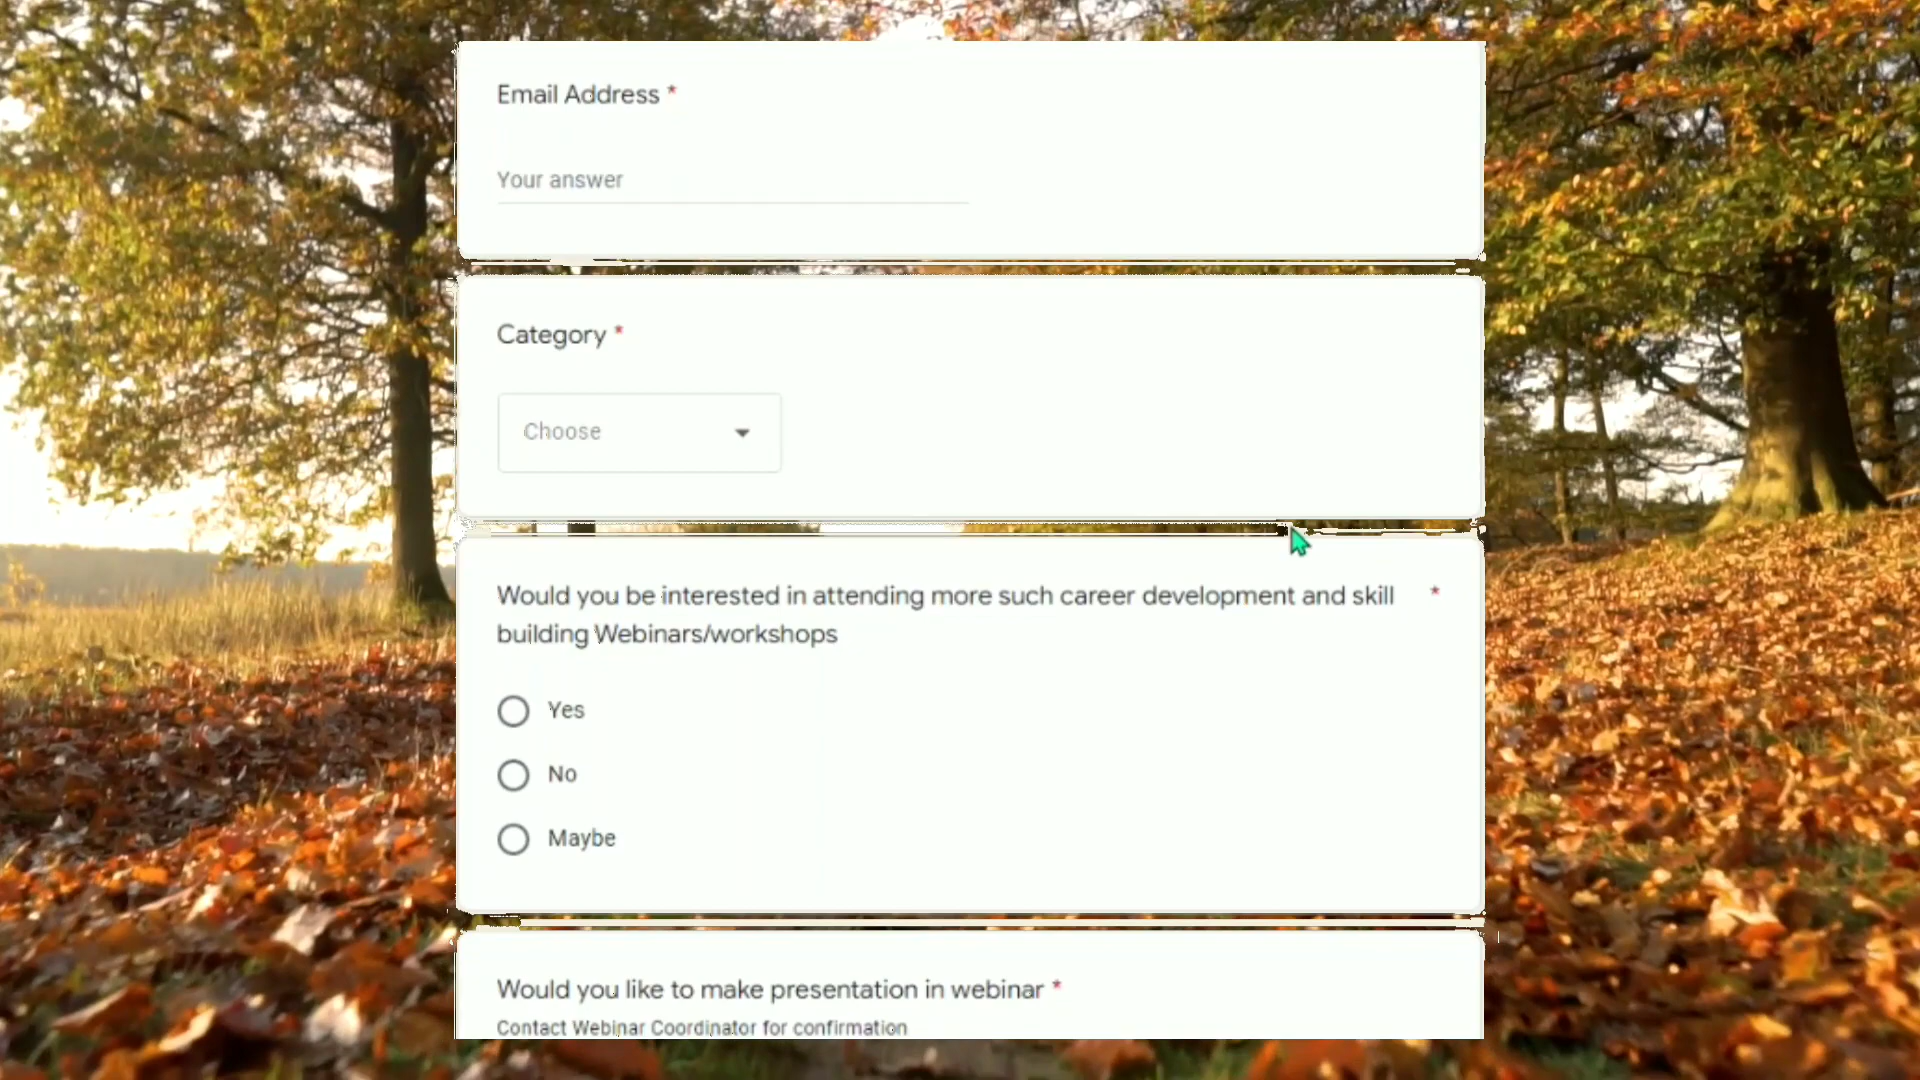 Email Address *
Your answer
Category *
Choose
Would you be interested in attending more such career development and skill *
building Webinars/workshops
Yes
No
Maybe
Would you like to make presentation in webinar *
Contact Webinar Coordinator for confirmation